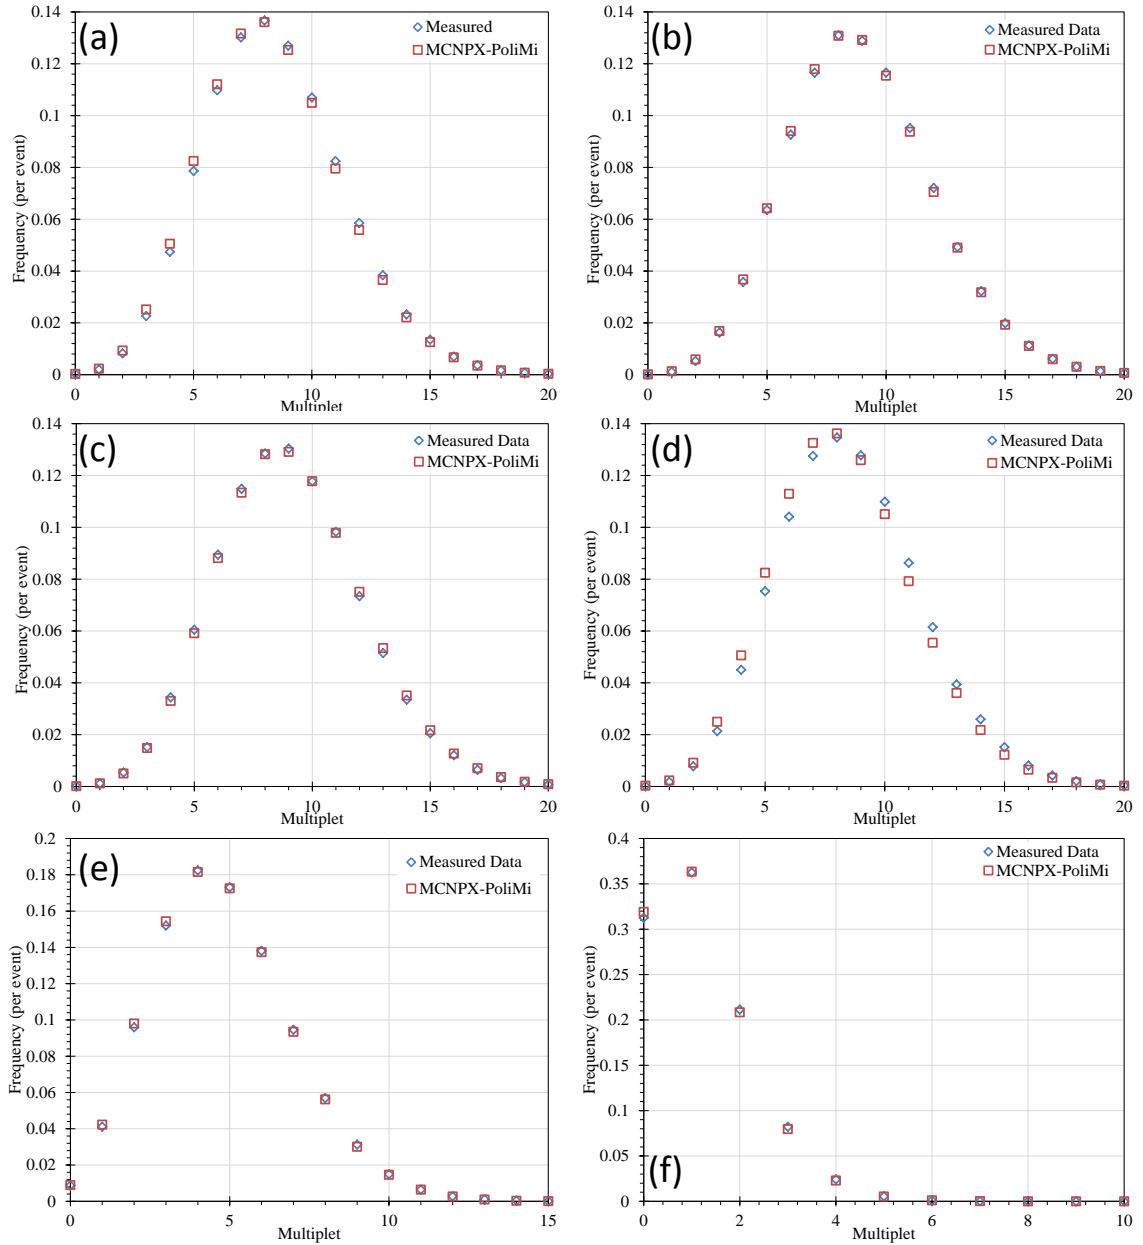 (a)
Measured
MCNPX-PoliMi
Frequency (per event)
0.14
0.12
0.1
0.08
0.06
0.04
0.02
0
0 5 10 15 20
Multiplet
(b)
Measured Data
MCNPX-PoliMi
Frequency (per event)
0.14
0.12
0.1
0.08
0.06
0.04
0.02
0
0 5 10 15 20
Multiplet
(c)
Measured Data
MCNPX-PoliMi
Frequency (per event)
0.14
0.12
0.1
0.08
0.06
0.04
0.02
0
0 5 10 15 20
Multiplet
(d)
Measured Data
MCNPX-PoliMi
Frequency (per event)
0.14
0.12
0.1
0.08
0.06
0.04
0.02
0
0 5 10 15 20
Multiplet
(e)
Measured Data
MCNPX-PoliMi
Frequency (per event)
0.2
0.18
0.16
0.14
0.12
0.1
0.08
0.06
0.04
0.02
0
0 5 10 15
Multiplet
(f)
Measured Data
MCNPX-PoliMi
Frequency (per event)
0.4
0.35
0.3
0.25
0.2
0.15
0.1
0.05
0
0 2 4 6 8 10
Multiplet